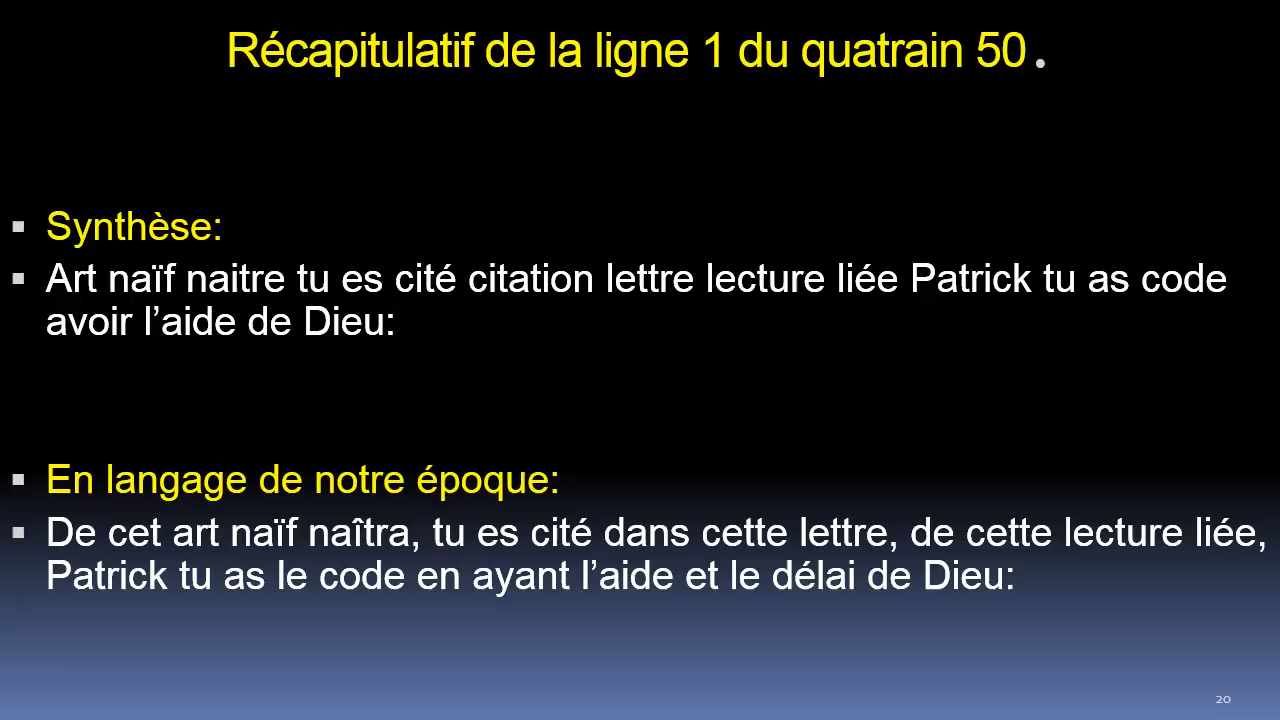 Récapitulatif de la ligne 1 du quatrain 50.
▪ Synthèse:
▪ Art naïf naitre tu es cité citation lettre lecture liée Patrick tu as code
avoir l’aide de Dieu:
▪ En langage de notre époque:
▪ De cet art naïf naîtra, tu es cité dans cette lettre, de cette lecture liée,
Patrick tu as le code en ayant l’aide et le délai de Dieu:
20